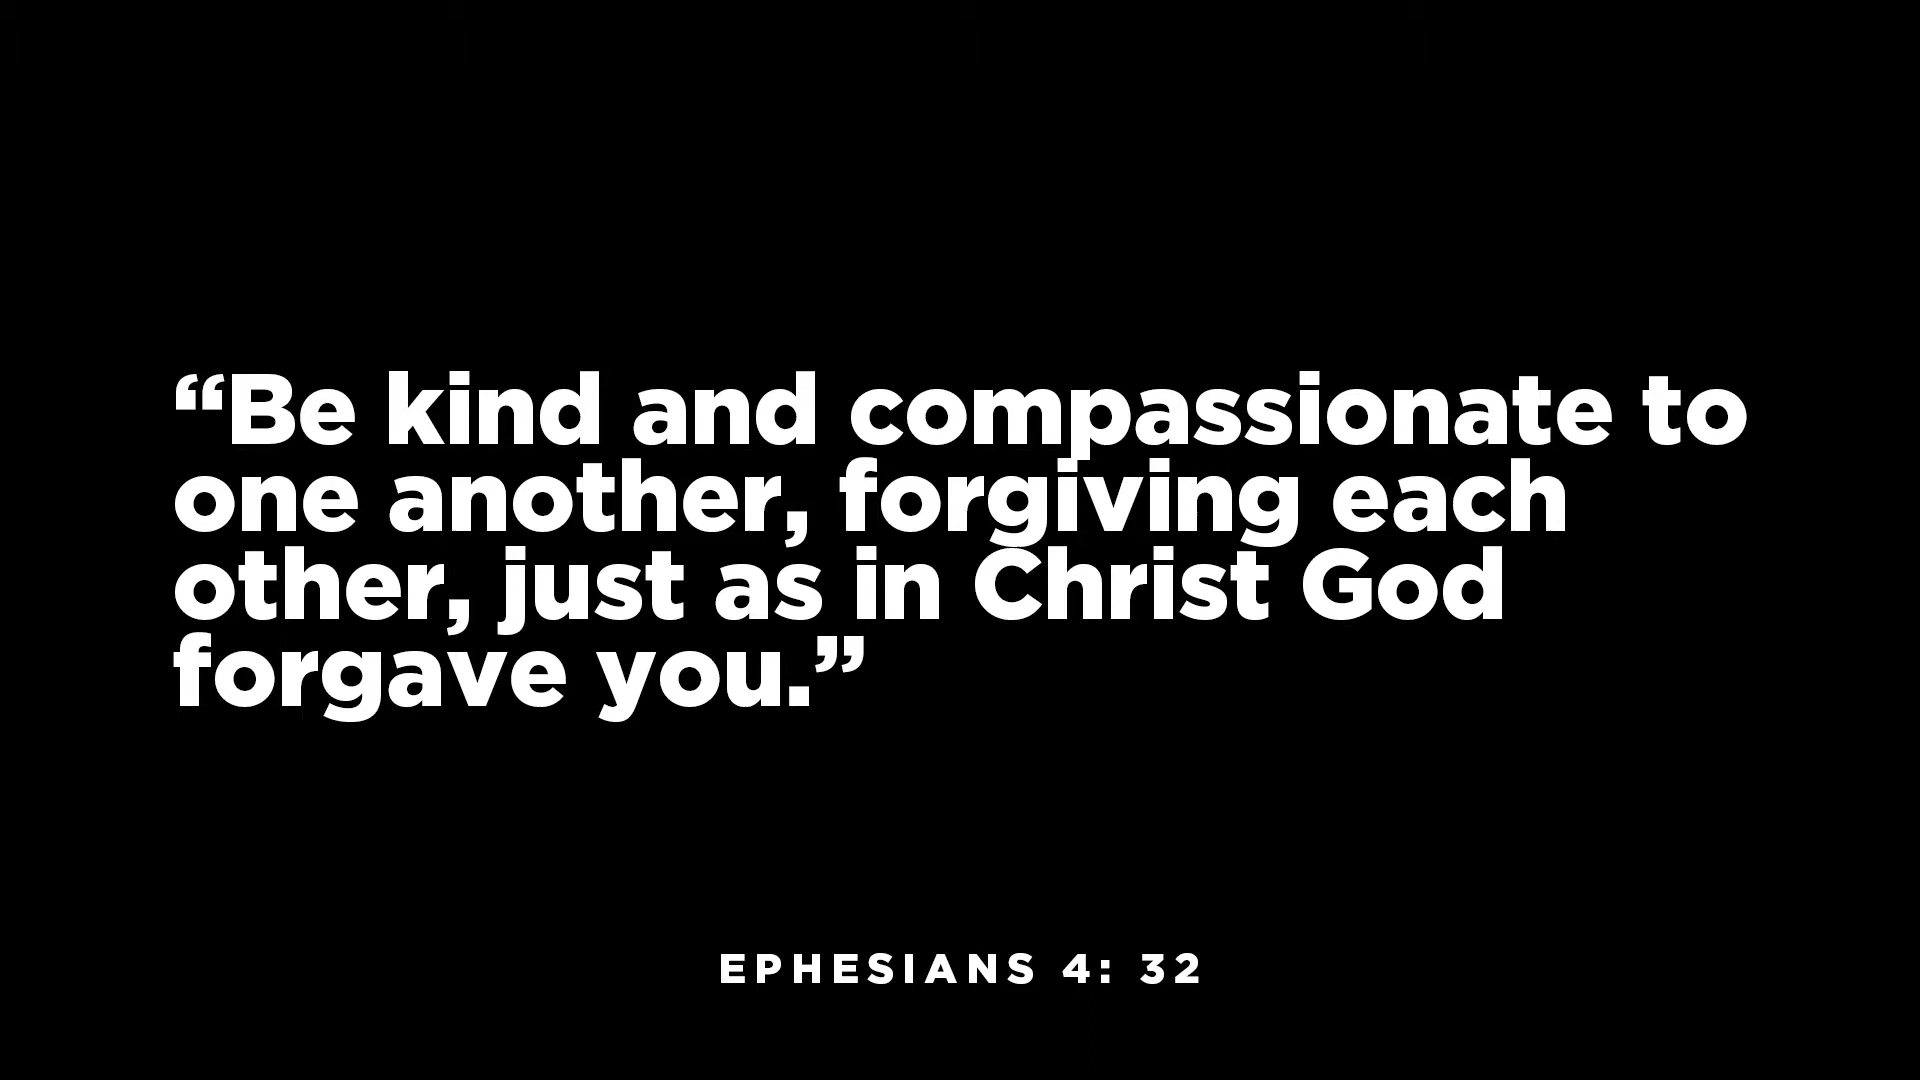 “Be kind and compassionate to
one another, forgiving each
other, just as in Christ God
forgave you.”
EPHESIANS 4: 32